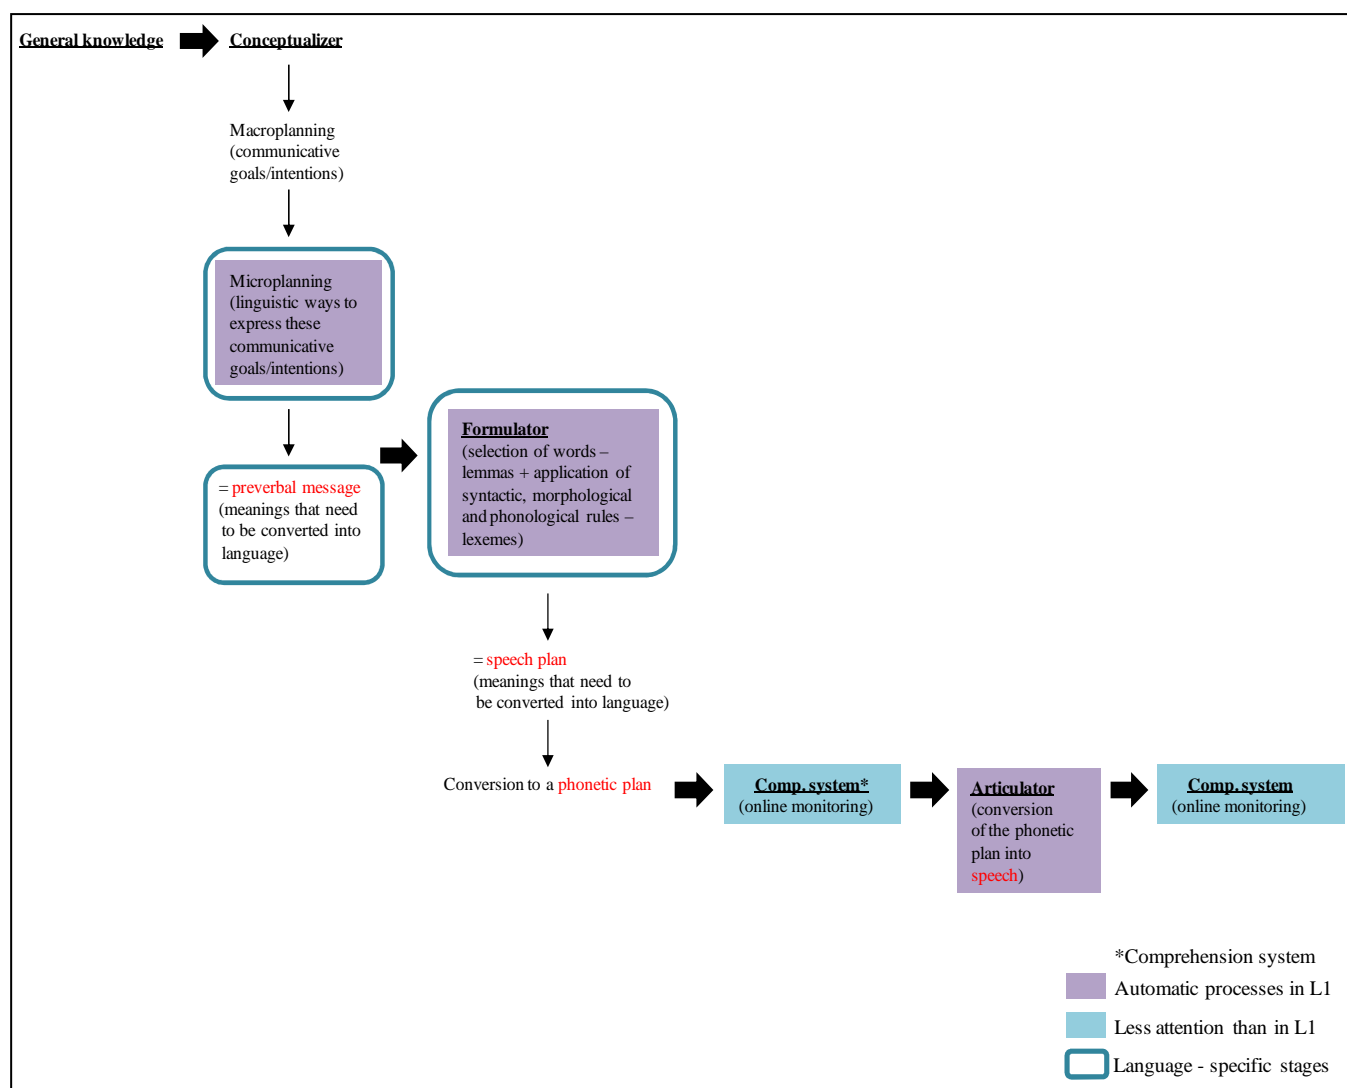 General knowledge
Conceptualizer
Macroplanning
(communicative
goals/intentions)
Microplanning
(linguistic ways to
express these
communicative
goals/intentions)
= preverbal message
(meanings that need
to be converted into
language)
Formulator
(selection of words –
lemmas + application of
syntactic, morphological
and phonological rules –
lexemes)
= speech plan
(meanings that need to
be converted into language)
Conversion to a phonetic plan
Comp. system*
(online monitoring)
Articulator
(conversion
of the phonetic
plan into
speech)
Comp. system
(online monitoring)
*Comprehension system
Automatic processes in L1
Less attention than in L1
Language - specific stages